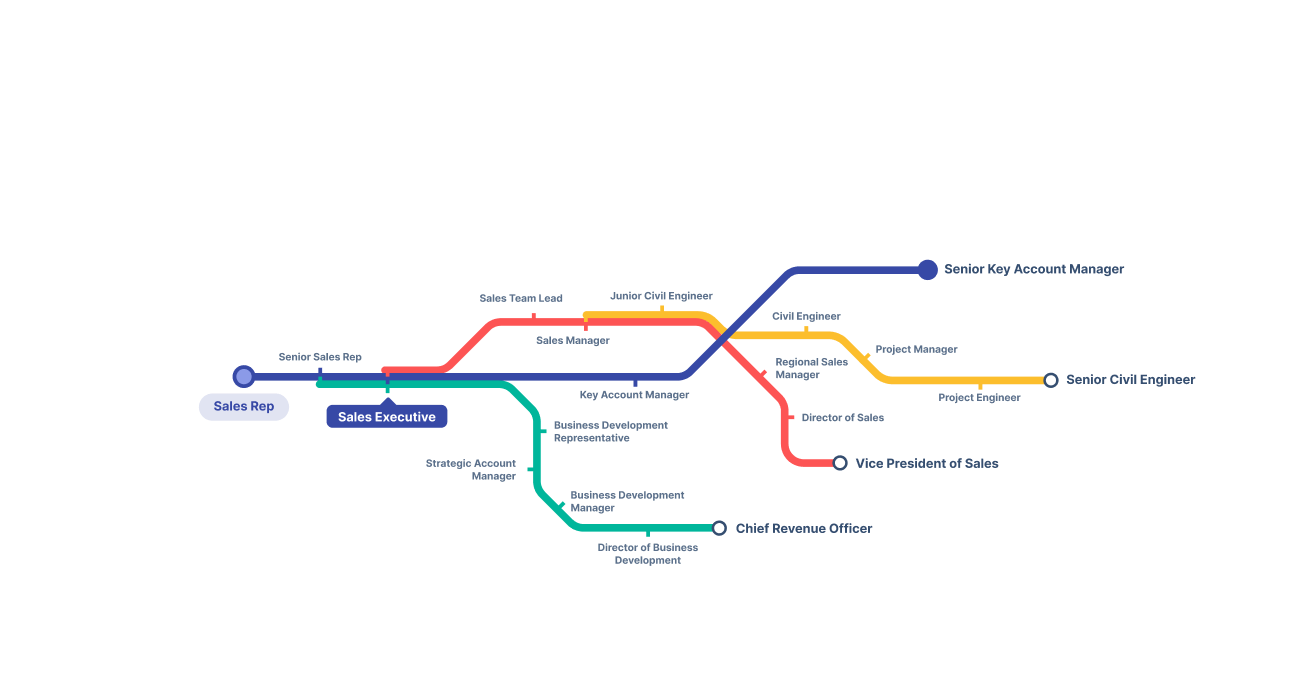 Senior Key Account Manager
Sales Team Lead
Junior Civil Engineer
Civil Engineer
Sales Manager
Project Manager
Senior Sales Rep
Regional Sales
Manager
Senior Civil Engineer
Key Account Manager
Project Engineer
Sales Rep
Sales Executive
Director of Sales
Business Development
Representative
Strategic Account
Manager
Vice President of Sales
Business Development
Manager
Chief Revenue Officer
Director of Business
Development